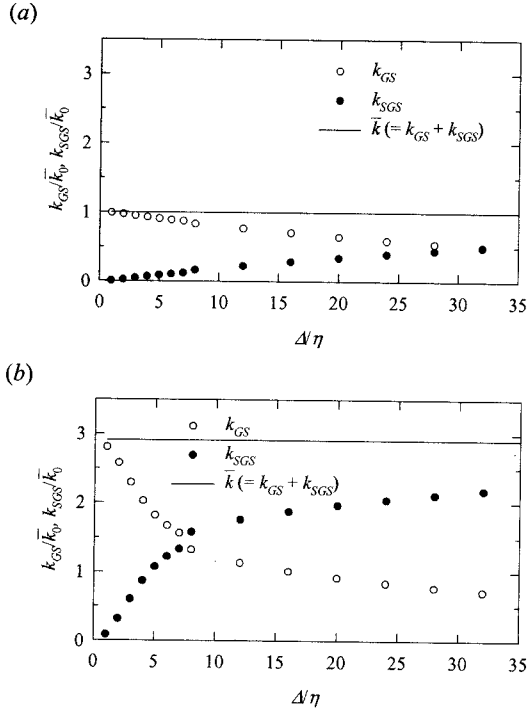 (a)
3
2
1
0
k_GS/k̅_0, k_SGS/k̅_0
k_GS
k_SGS
k̅ (= k_GS + k_SGS)
0 5 10 15 20 25 30 35
Δ/η
(b)
3
2
1
0
k_GS/k̅_0, k_SGS/k̅_0
k_GS
k_SGS
k̅ (= k_GS + k_SGS)
0 5 10 15 20 25 30 35
Δ/η